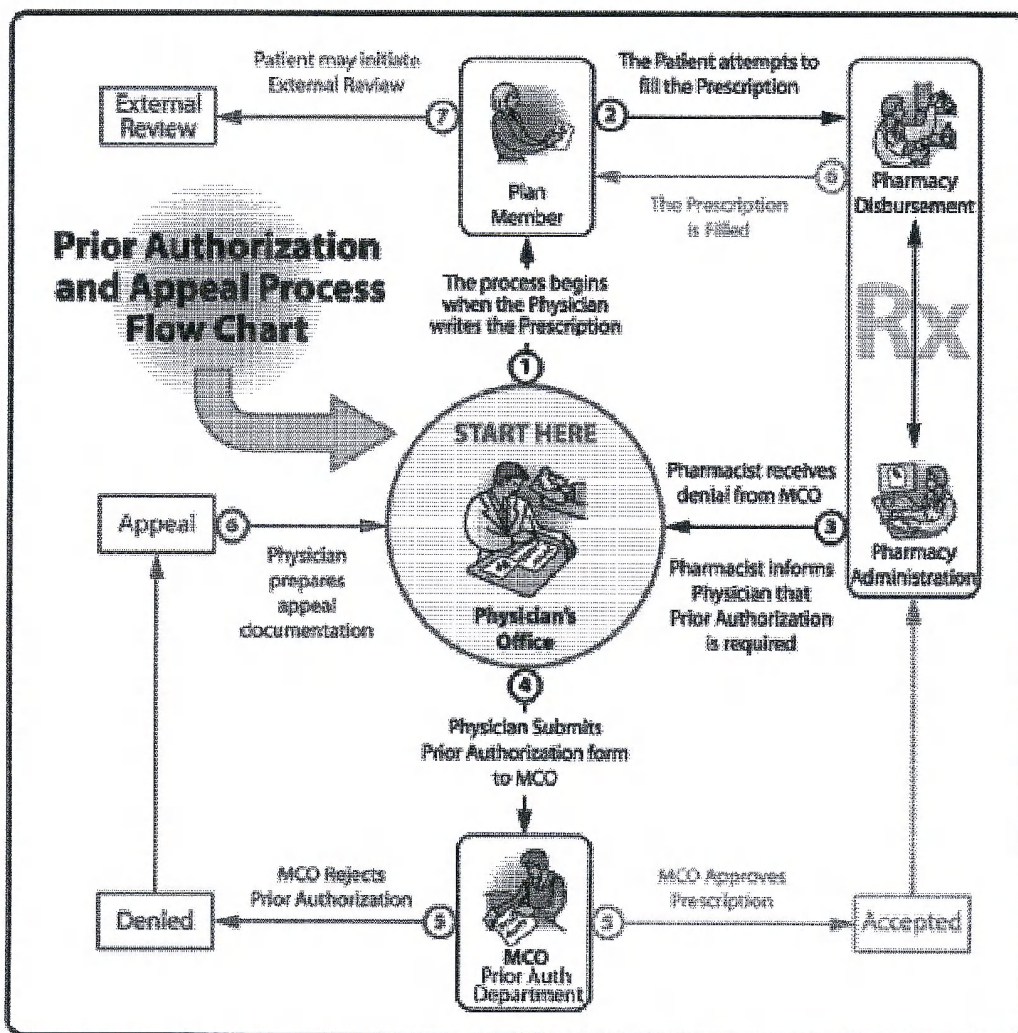 Patient may initiate
External Review
External
Review
7
Plan
Member
2
The Patient attempts to
fill the Prescription
6
The Prescription
is Filled
Pharmacy
Disbursement
Rx
Prior Authorization
and Appeal Process
Flow Chart
The process begins
when the Physician
writes the Prescription
1
START HERE
Physician's
Office
Pharmacist receives
denial from MCO
3
Pharmacist informs
Physician that
Prior Authorization
is required
Pharmacy
Administration
Appeal
6
Physician
prepares
appeal
documentation
4
Physician Submits
Prior Authorization form
to MCO
MCO Rejects
Prior Authorization
Denied
5
MCO
Prior Auth
Department
5
MCO Approves
Prescription
Accepted